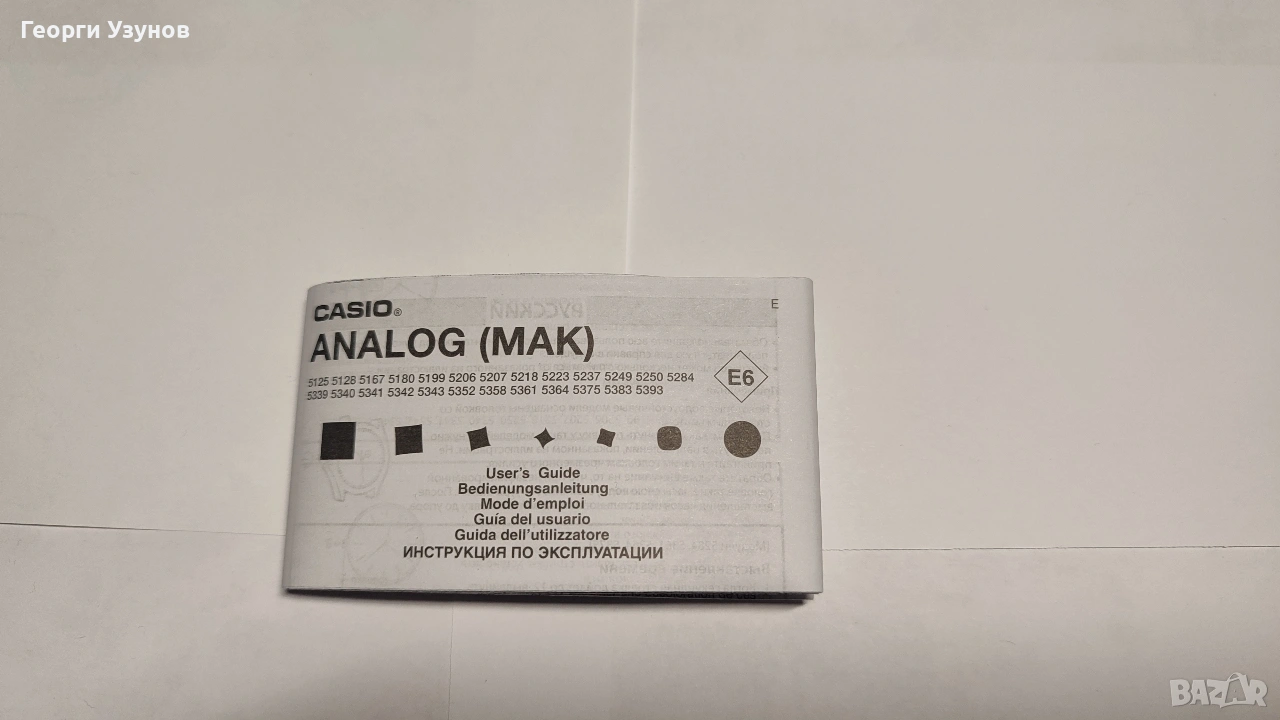 Георги Узунов
E
CASIO®
ANALOG (MAK)
5125 5128 5167 5180 5199 5206 5207 5218 5223 5237 5249 5250 5284
5339 5340 5341 5342 5343 5352 5358 5361 5364 5375 5383 5393
E6
User's Guide
Bedienungsanleitung
Mode d'emploi
Guía del usuario
Guida dell'utilizzatore
ИНСТРУКЦИЯ ПО ЭКСПЛУАТАЦИИ
РУССКИЙ
BAZAR